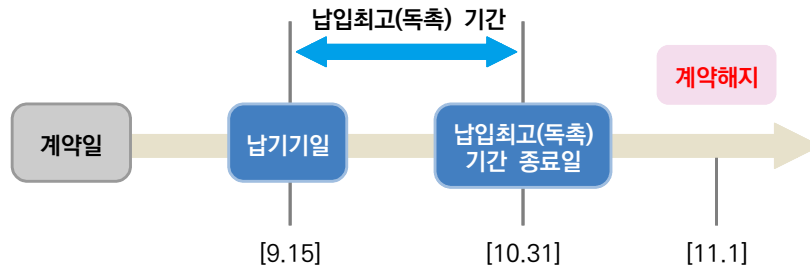 납입최고(독촉) 기간
계약해지
계약일
납기기일
납입최고(독촉)
기간 종료일
[9.15]
[10.31]
[11.1]